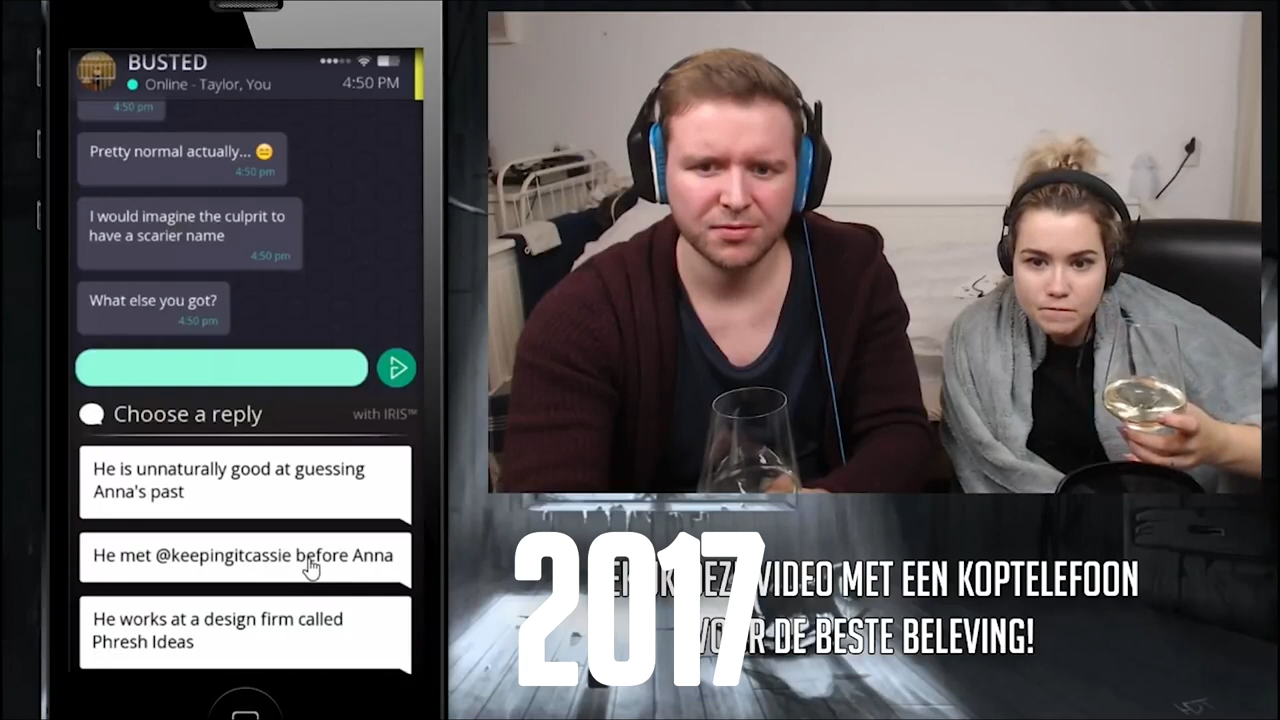 BUSTED
Online - Taylor, You
4:50 PM
4:50 pm
Pretty normal actually...
4:50 pm
I would imagine the culprit to
have a scarier name
4:50 pm
What else you got?
4:50 pm
Choose a reply
with IRIS™
He is unnaturally good at guessing
Anna's past
He met @keepingitcassie before Anna
He works at a design firm called
Phresh Ideas
2017
VIDEO MET EEN KOPTELEFOON
DE BESTE BELEVING!